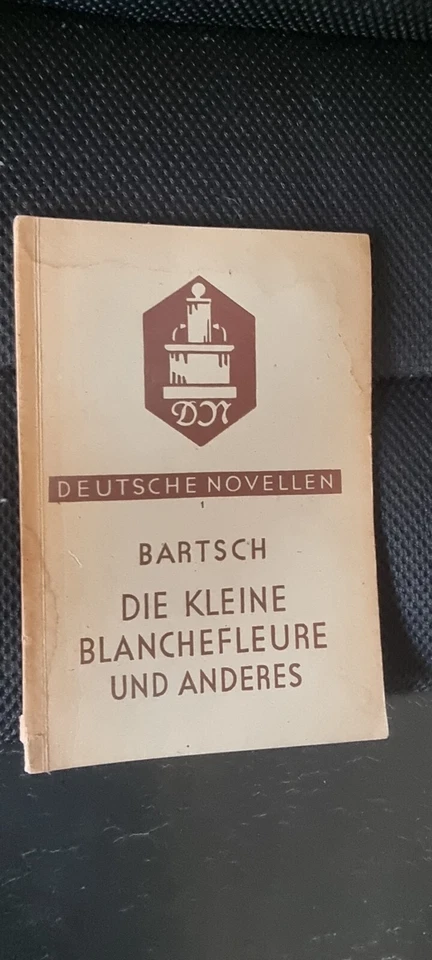 DN
DEUTSCHE NOVELLEN
1
BARTSCH
DIE KLEINE
BLANCHEFLEURE
UND ANDERES